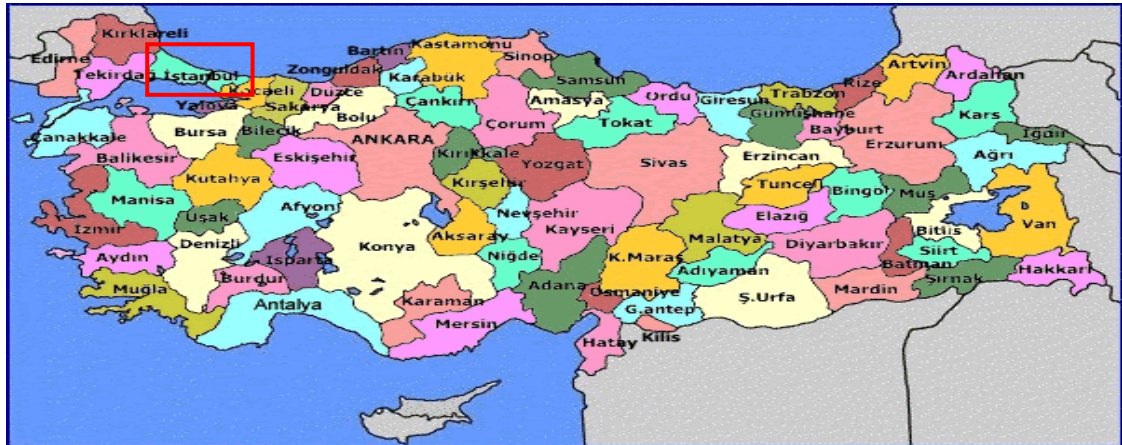 Kırklareli
Edirne
Tekirdağ
İstanbul
Kocaeli
Yalova
Sakarya
Düzce
Zonguldak
Bartın
Karabük
Kastamonu
Sinop
Samsun
Çankırı
Amasya
Ordu
Giresun
Trabzon
Rize
Artvin
Ardahan
Kars
Iğdır
Gümüşhane
Bayburt
Erzurum
Ağrı
Çanakkale
Bursa
Bilecik
Bolu
ANKARA
Çorum
Tokat
Balikesir
Eskişehir
Kırıkkale
Yozgat
Sivas
Erzincan
Kutahya
Kırşehir
Tunceli
Bingol
Muş
Manisa
Uşak
Afyon
Nevşehir
Kayseri
Malatya
Elazığ
Bitlis
Van
Izmir
Denizli
Isparta
Konya
Aksaray
Niğde
K.Maraş
Adıyaman
Diyarbakır
Siirt
Batman
Şırnak
Hakkari
Aydın
Burdur
Muğla
Antalya
Karaman
Mersin
Adana
Osmaniye
G.antep
Ş.Urfa
Mardin
Hatay
Kilis